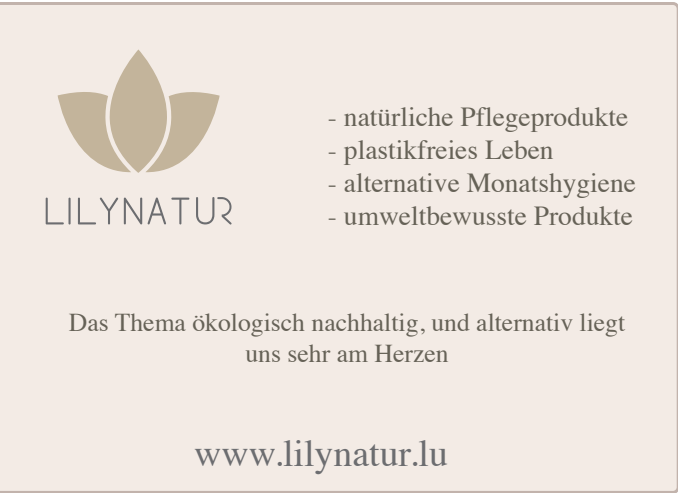 LILYNATUR
- natürliche Pflegeprodukte
- plastikfreies Leben
- alternative Monatshygiene
- umweltbewusste Produkte
Das Thema ökologisch nachhaltig, und alternativ liegt
uns sehr am Herzen
www.lilynatur.lu